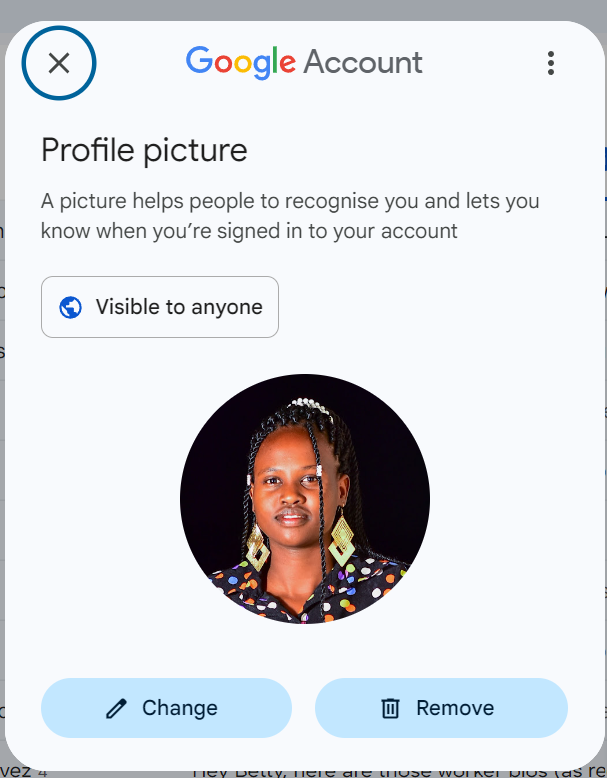 Google Account
Profile picture
A picture helps people to recognise you and lets you
know when you're signed in to your account
Visible to anyone
Change
Remove
vez 4
Hey Betty, here are those worker bios (as re